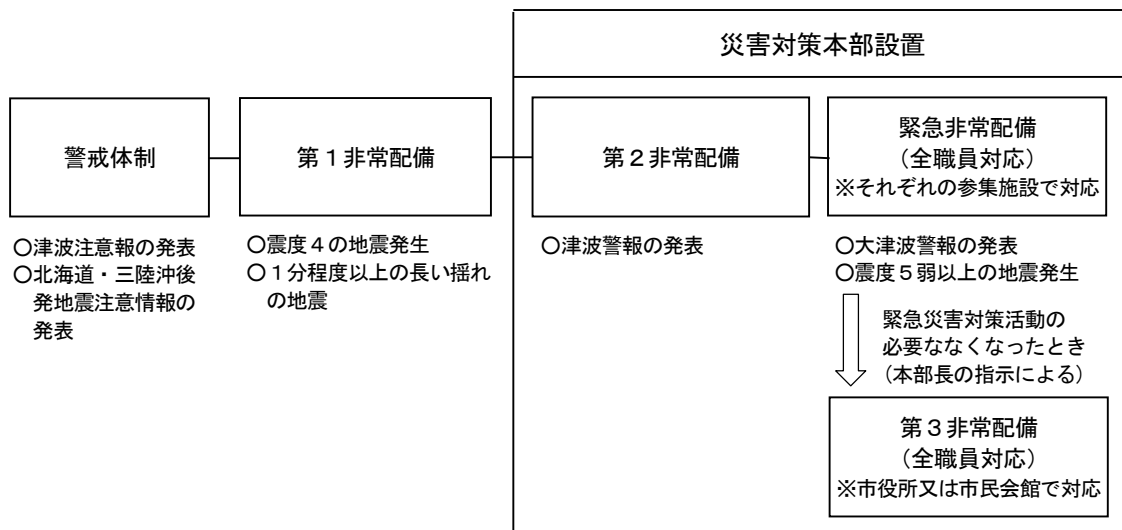 災害対策本部設置
警戒体制
第１非常配備
第２非常配備
緊急非常配備
（全職員対応）
※それぞれの参集施設で対応
○津波注意報の発表
○北海道・三陸沖後
発地震注意情報の
発表
○震度４の地震発生
○１分程度以上の長い揺れ
の地震
○津波警報の発表
○大津波警報の発表
○震度５弱以上の地震発生
緊急災害対策活動の
必要ななくなったとき
（本部長の指示による）
第３非常配備
（全職員対応）
※市役所又は市民会館で対応